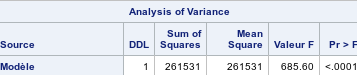 Analysis of Variance
Source DDL Sum of Squares Mean Square Valeur F Pr > F
Modèle 1 261531 261531 685.60 <.0001